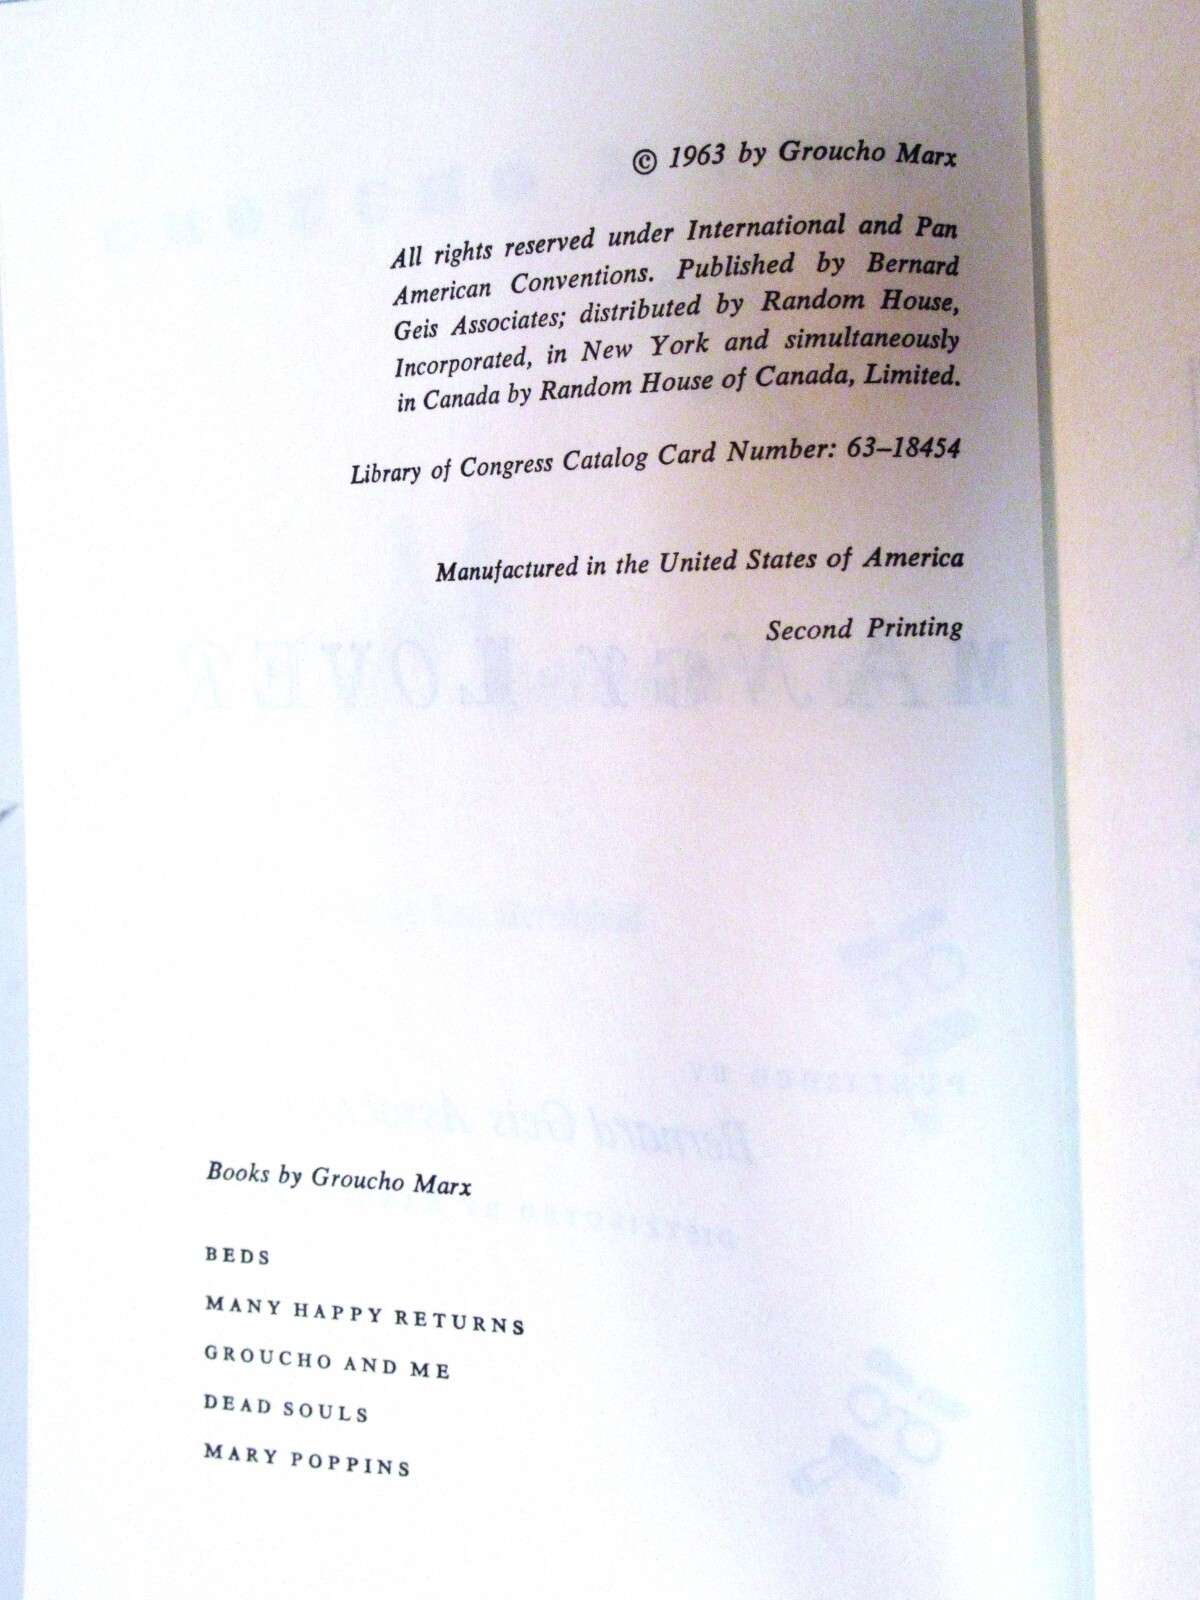 © 1963 by Groucho Marx
All rights reserved under International and Pan
American Conventions. Published by Bernard
Geis Associates; distributed by Random House,
Incorporated, in New York and simultaneously
in Canada by Random House of Canada, Limited.
Library of Congress Catalog Card Number: 63–18454
Manufactured in the United States of America
Second Printing
Books by Groucho Marx
BEDS
MANY HAPPY RETURNS
GROUCHO AND ME
DEAD SOULS
MARY POPPINS